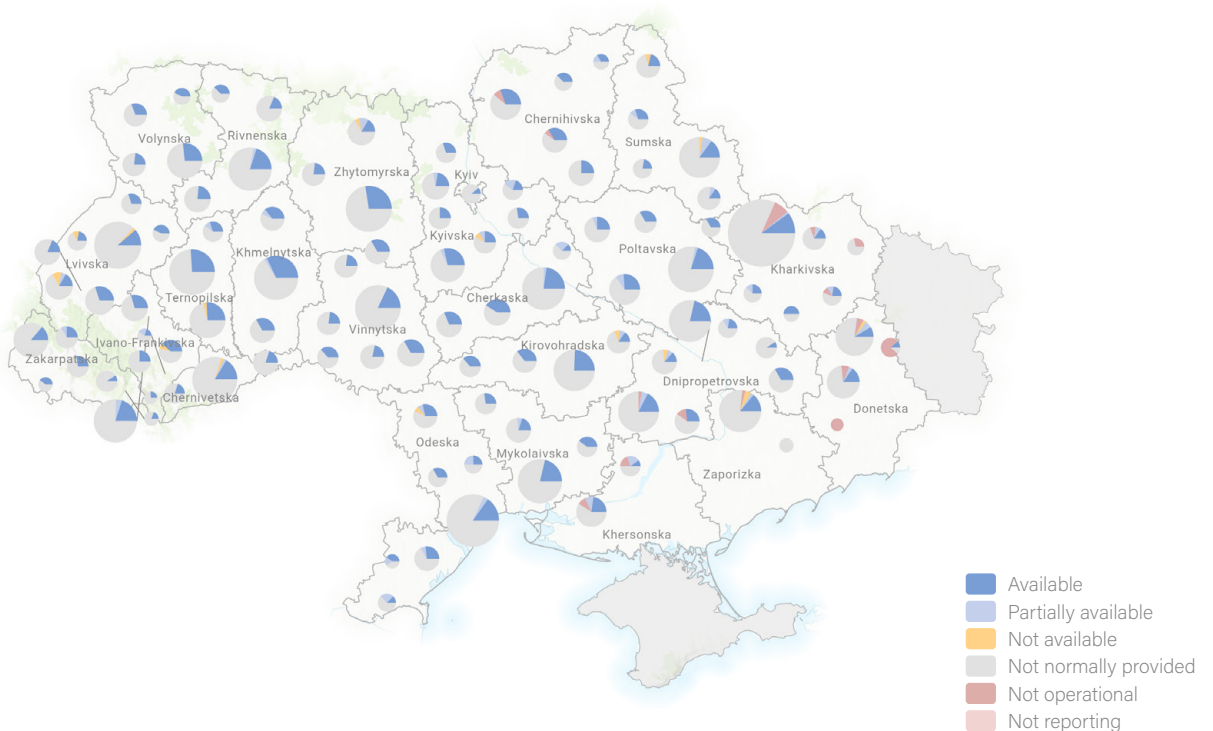 Chernihivska
Volynska
Rivnenska
Sumska
Zhytomyrska
Kyiv
Kyivska
Poltavska
Khmelnytska
Lvivska
Kharkivska
Ternopilska
Cherkaska
Vinnytska
Ivano-Frankivska
Kirovohradska
Zakarpatska
Dnipropetrovska
Chernivetska
Donetska
Odeska
Mykolaivska
Zaporizka
Khersonska
Available
Partially available
Not available
Not normally provided
Not operational
Not reporting